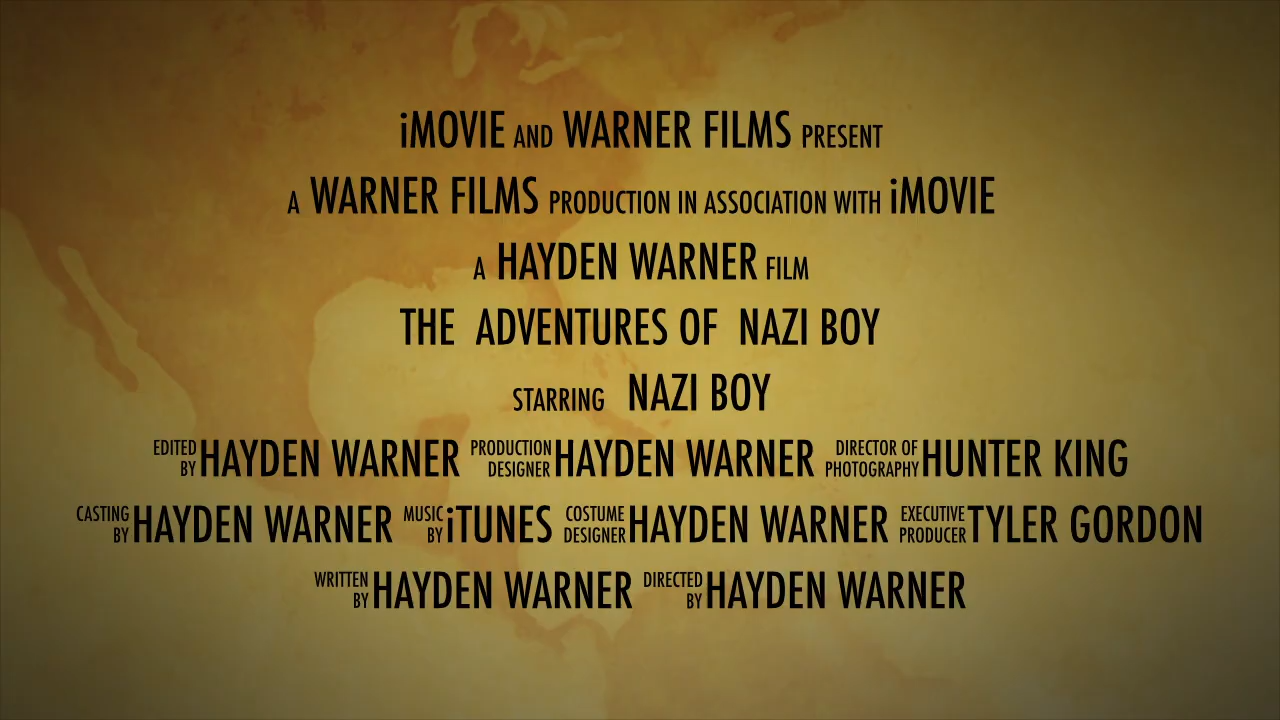 iMOVIE AND WARNER FILMS PRESENT
A WARNER FILMS PRODUCTION IN ASSOCIATION WITH iMOVIE
A HAYDEN WARNER FILM
THE ADVENTURES OF NAZI BOY
STARRING NAZI BOY
EDITED BY HAYDEN WARNER PRODUCTION DESIGNER HAYDEN WARNER DIRECTOR OF PHOTOGRAPHY HUNTER KING
CASTING BY HAYDEN WARNER MUSIC BY iTUNES COSTUME DESIGNER HAYDEN WARNER EXECUTIVE PRODUCER TYLER GORDON
WRITTEN BY HAYDEN WARNER DIRECTED BY HAYDEN WARNER